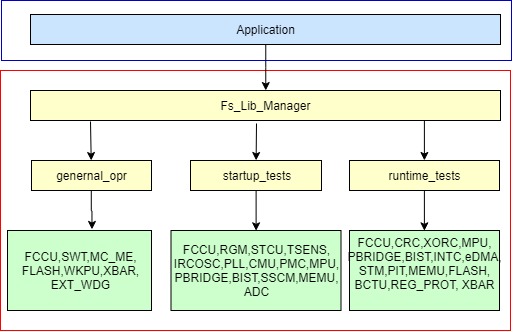 Application
Fs_Lib_Manager
genernal_opr
startup_tests
runtime_tests
FCCU,SWT,MC_ME,
FLASH,WKPU,XBAR,
EXT_WDG
FCCU,RGM,STCU,TSENS,
IRCOSC,PLL,CMU,PMC,MPU,
PBRIDGE,BIST,SSCM,MEMU,
ADC
FCCU,CRC,XORC,MPU,
PBRIDGE,BIST,INTC,eDMA,
STM,PIT,MEMU,FLASH,
BCTU,REG_PROT, XBAR